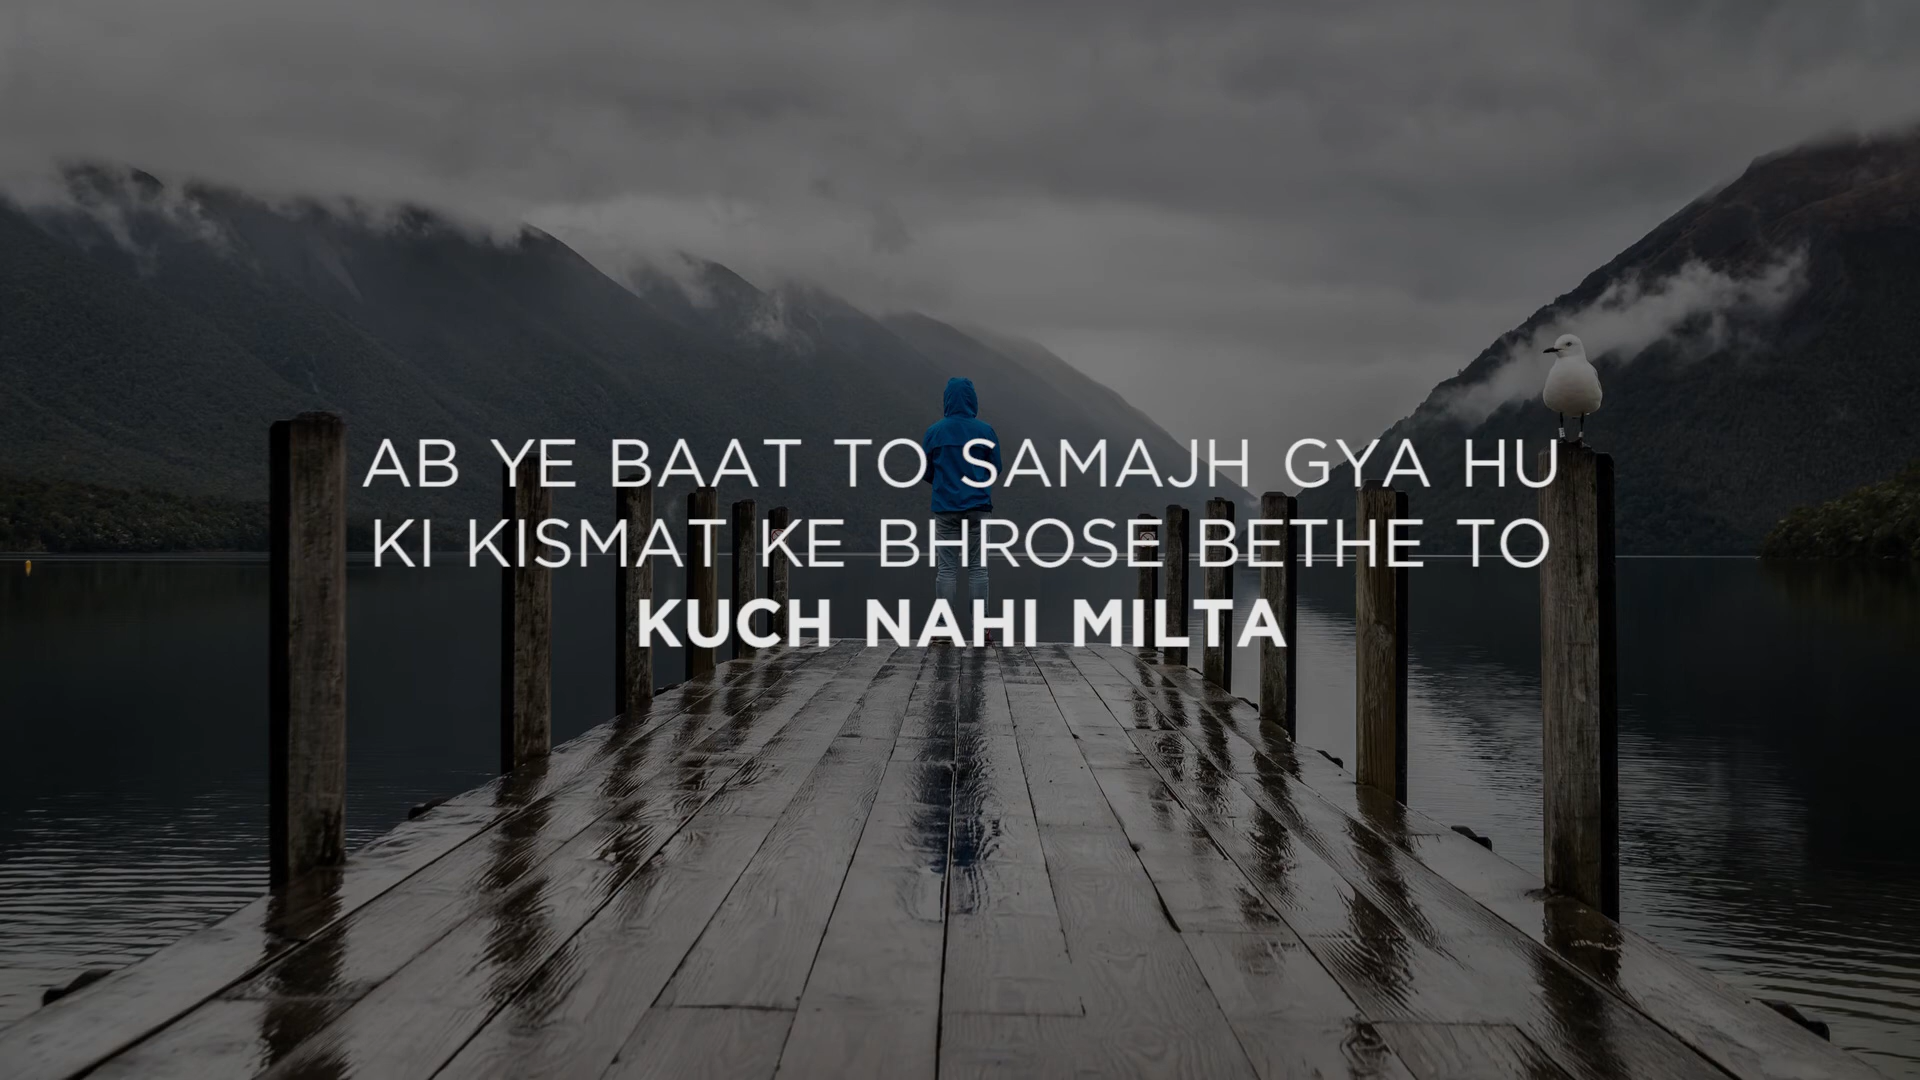 AB YE BAAT TO SAMAJH GYA HU
KI KISMAT KE BHROSE BETHE TO
KUCH NAHI MILTA